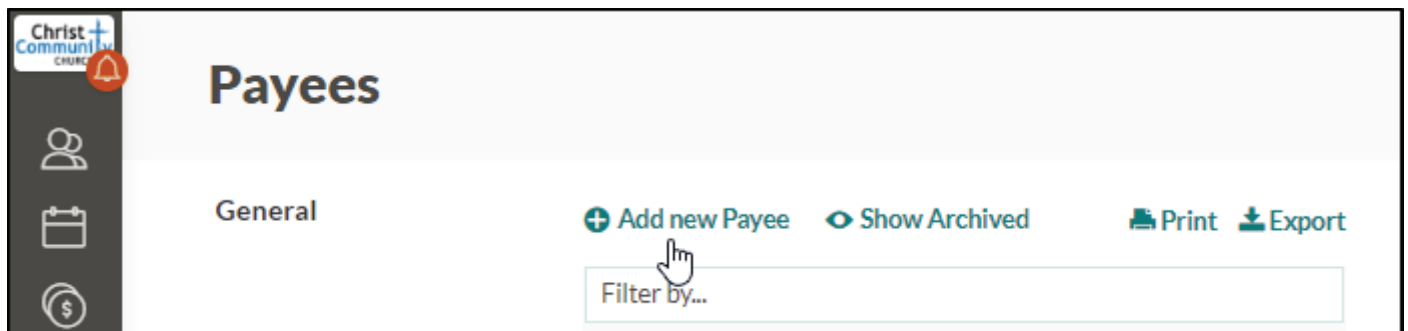 Christ
Community
Payees
General
Add new Payee Show Archived Print Export
Filter by...